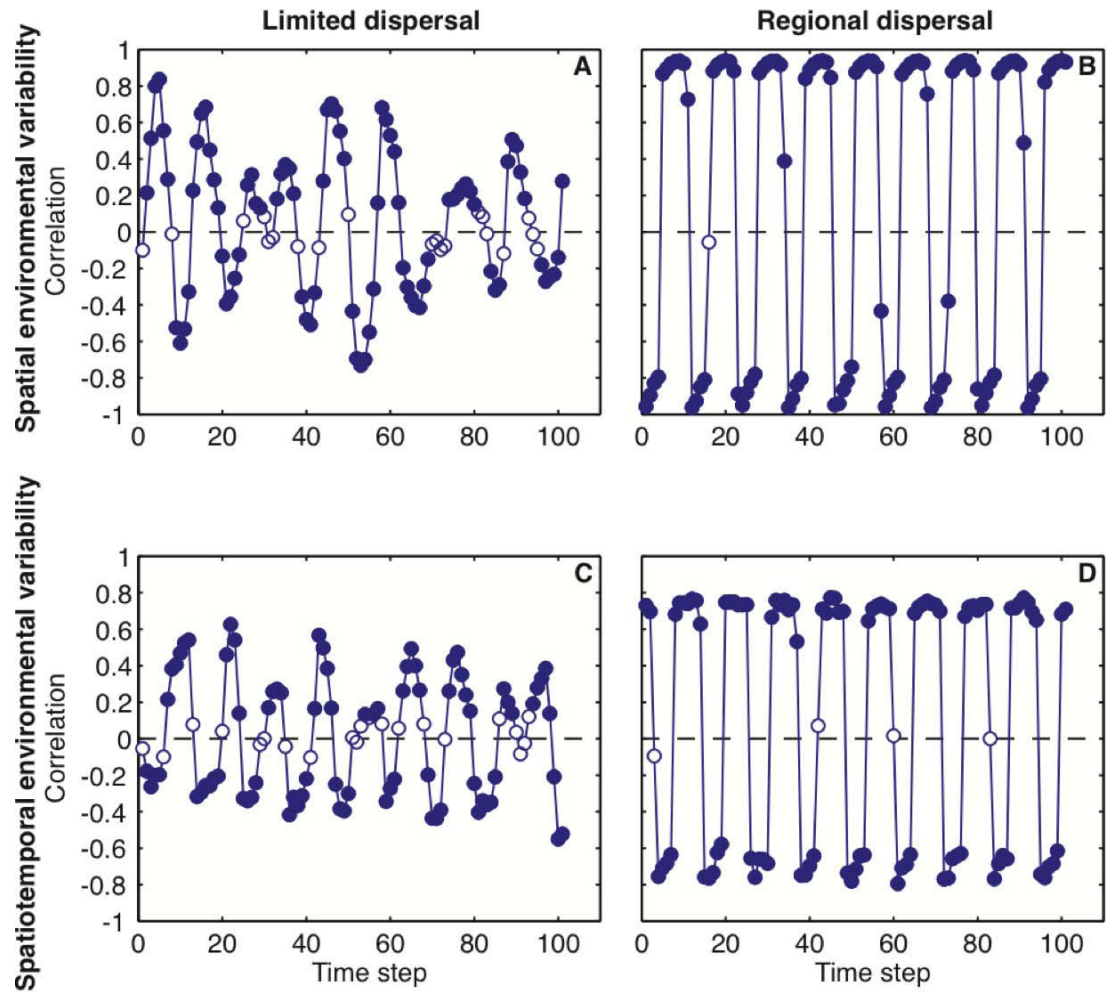 Limited dispersal
Regional dispersal
Spatial environmental variability
Correlation
1
0.8
0.6
0.4
0.2
0
-0.2
-0.4
-0.6
-0.8
-1
A
0 20 40 60 80 100
B
0 20 40 60 80 100
Spatiotemporal environmental variability
Correlation
1
0.8
0.6
0.4
0.2
0
-0.2
-0.4
-0.6
-0.8
-1
C
0 20 40 60 80 100
Time step
D
0 20 40 60 80 100
Time step